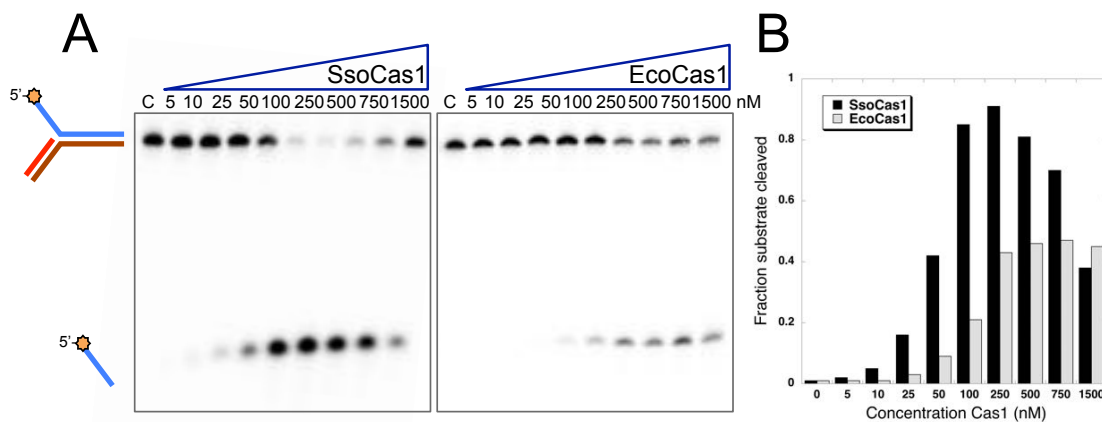 A
SsoCas1
C 5 10 25 50 100 250 500 750 1500
EcoCas1
C 5 10 25 50 100 250 500 750 1500 nM
5'
5'
B
SsoCas1
EcoCas1
Fraction substrate cleaved
1
0.8
0.6
0.4
0.2
0
0 5 10 25 50 100 250 500 750 1500
Concentration Cas1 (nM)